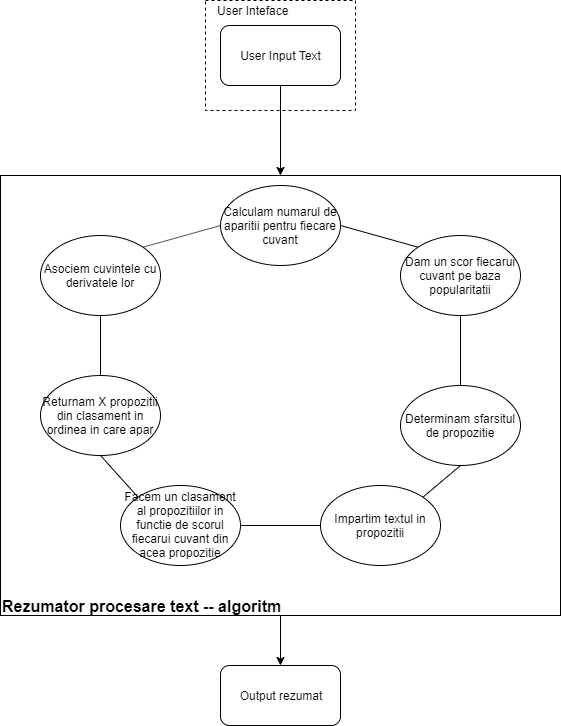 User Inteface
User Input Text
Calculam numarul de
aparitii pentru fiecare
cuvant
Dam un scor fiecarui
cuvant pe baza
popularitatii
Asociem cuvintele cu
derivatele lor
Returnam X propozitii
din clasament in
ordinea in care apar
Determinam sfarsitul
de propozitie
Facem un clasament
al propozitiilor in
functie de scorul
fiecarui cuvant din
acea propozitie
Impartim textul in
propozitii
Rezumator procesare text -- algoritm
Output rezumat